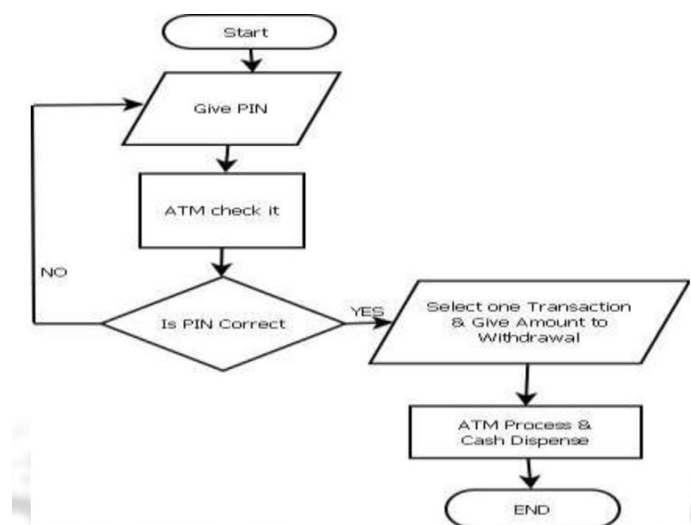 Start
Give PIN
ATM check it
NO
Is PIN Correct
YES
Select one Transaction
& Give Amount to
Withdrawal
ATM Process &
Cash Dispense
END